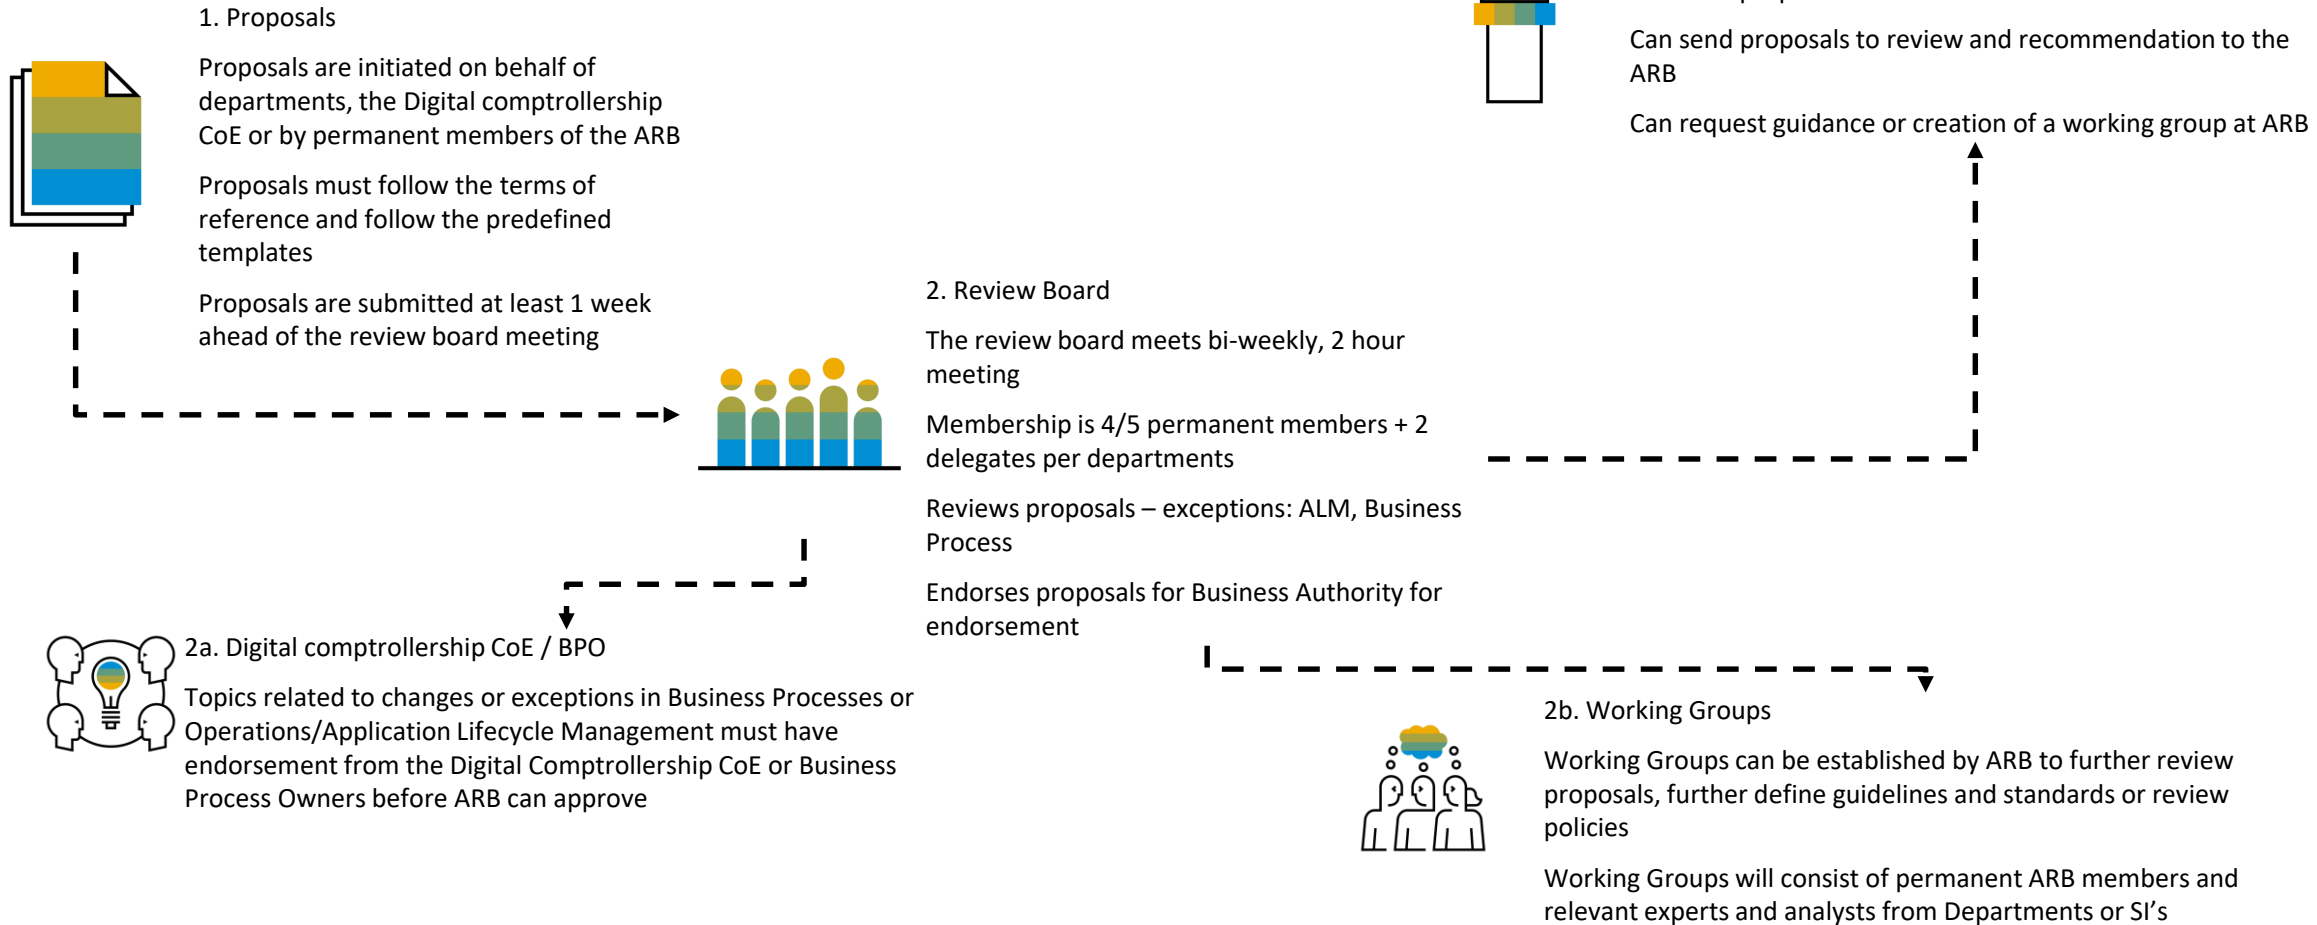 1. Proposals
Proposals are initiated on behalf of
departments, the Digital comptrollership
CoE or by permanent members of the ARB
Proposals must follow the terms of
reference and follow the predefined
templates
Proposals are submitted at least 1 week
ahead of the review board meeting
Can send proposals to review and recommendation to the
ARB
Can request guidance or creation of a working group at ARB
2. Review Board
The review board meets bi-weekly, 2 hour
meeting
Membership is 4/5 permanent members + 2
delegates per departments
Reviews proposals – exceptions: ALM, Business
Process
Endorses proposals for Business Authority for
endorsement
2a. Digital comptrollership CoE / BPO
Topics related to changes or exceptions in Business Processes or
Operations/Application Lifecycle Management must have
endorsement from the Digital Comptrollership CoE or Business
Process Owners before ARB can approve
2b. Working Groups
Working Groups can be established by ARB to further review
proposals, further define guidelines and standards or review
policies
Working Groups will consist of permanent ARB members and
relevant experts and analysts from Departments or SI's